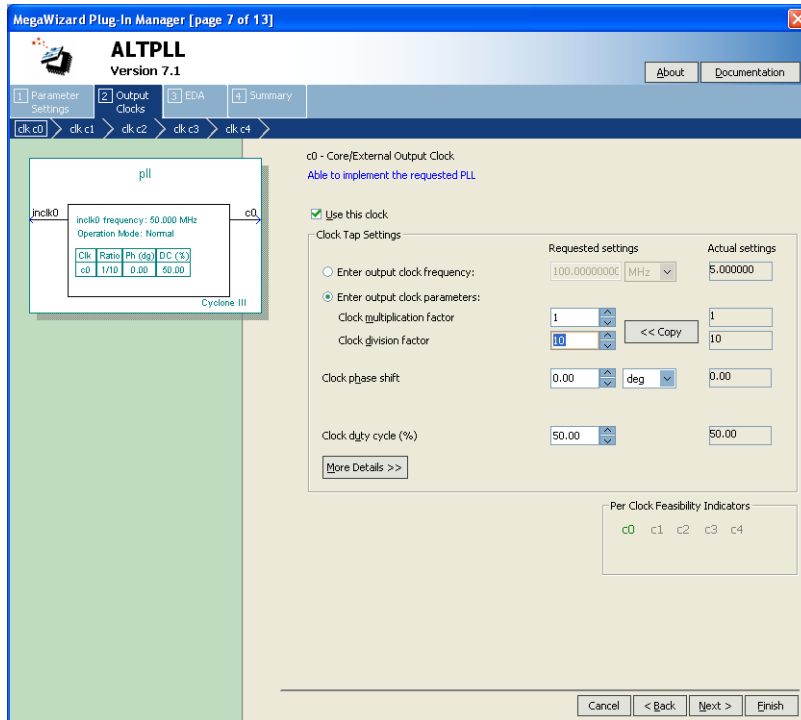 MegaWizard Plug-In Manager [page 7 of 13]
ALTPLL
Version 7.1
About
Documentation
1 Parameter Settings
2 Output Clocks
3 EDA
4 Summary
clk c0
clk c1
clk c2
clk c3
clk c4
pll
inclk0
c0
inclk0 frequency: 50.000 MHz
Operation Mode: Normal
Clk Ratio Ph (dg) DC (%)
c0 1/10 0.00 50.00
Cyclone III
c0 - Core/External Output Clock
Able to implement the requested PLL
Use this clock
Clock Tap Settings
Requested settings Actual settings
Enter output clock frequency: 100.0000000 MHz 5.000000
Enter output clock parameters:
Clock multiplication factor 1 1
<< Copy
Clock division factor 10 10
Clock phase shift 0.00 deg 0.00
Clock duty cycle (%) 50.00 50.00
More Details >>
Per Clock Feasibility Indicators
c0 c1 c2 c3 c4
Cancel
< Back
Next >
Finish